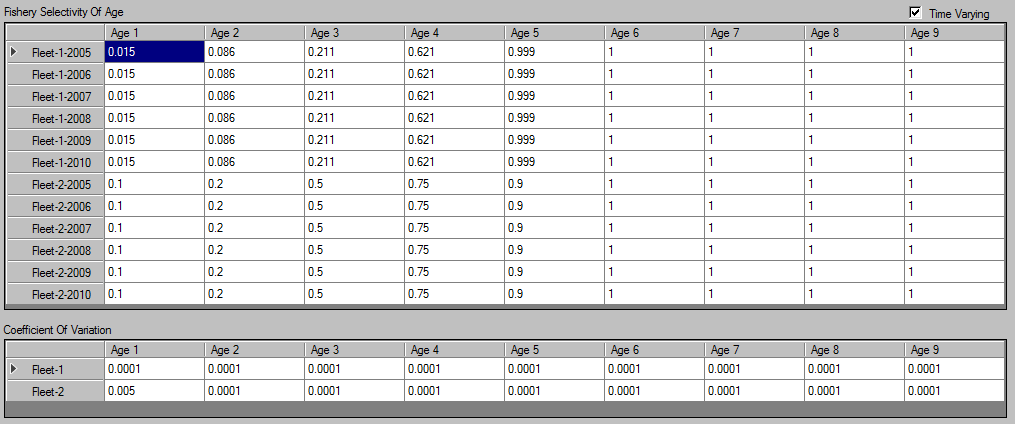 Fishery Selectivity Of Age Time Varying
Age 1 Age 2 Age 3 Age 4 Age 5 Age 6 Age 7 Age 8 Age 9
Fleet-1-2005 0.015 0.086 0.211 0.621 0.999 1 1 1 1
Fleet-1-2006 0.015 0.086 0.211 0.621 0.999 1 1 1 1
Fleet-1-2007 0.015 0.086 0.211 0.621 0.999 1 1 1 1
Fleet-1-2008 0.015 0.086 0.211 0.621 0.999 1 1 1 1
Fleet-1-2009 0.015 0.086 0.211 0.621 0.999 1 1 1 1
Fleet-1-2010 0.015 0.086 0.211 0.621 0.999 1 1 1 1
Fleet-2-2005 0.1 0.2 0.5 0.75 0.9 1 1 1 1
Fleet-2-2006 0.1 0.2 0.5 0.75 0.9 1 1 1 1
Fleet-2-2007 0.1 0.2 0.5 0.75 0.9 1 1 1 1
Fleet-2-2008 0.1 0.2 0.5 0.75 0.9 1 1 1 1
Fleet-2-2009 0.1 0.2 0.5 0.75 0.9 1 1 1 1
Fleet-2-2010 0.1 0.2 0.5 0.75 0.9 1 1 1 1
Coefficient Of Variation
Age 1 Age 2 Age 3 Age 4 Age 5 Age 6 Age 7 Age 8 Age 9
Fleet-1 0.0001 0.0001 0.0001 0.0001 0.0001 0.0001 0.0001 0.0001 0.0001
Fleet-2 0.005 0.0001 0.0001 0.0001 0.0001 0.0001 0.0001 0.0001 0.0001